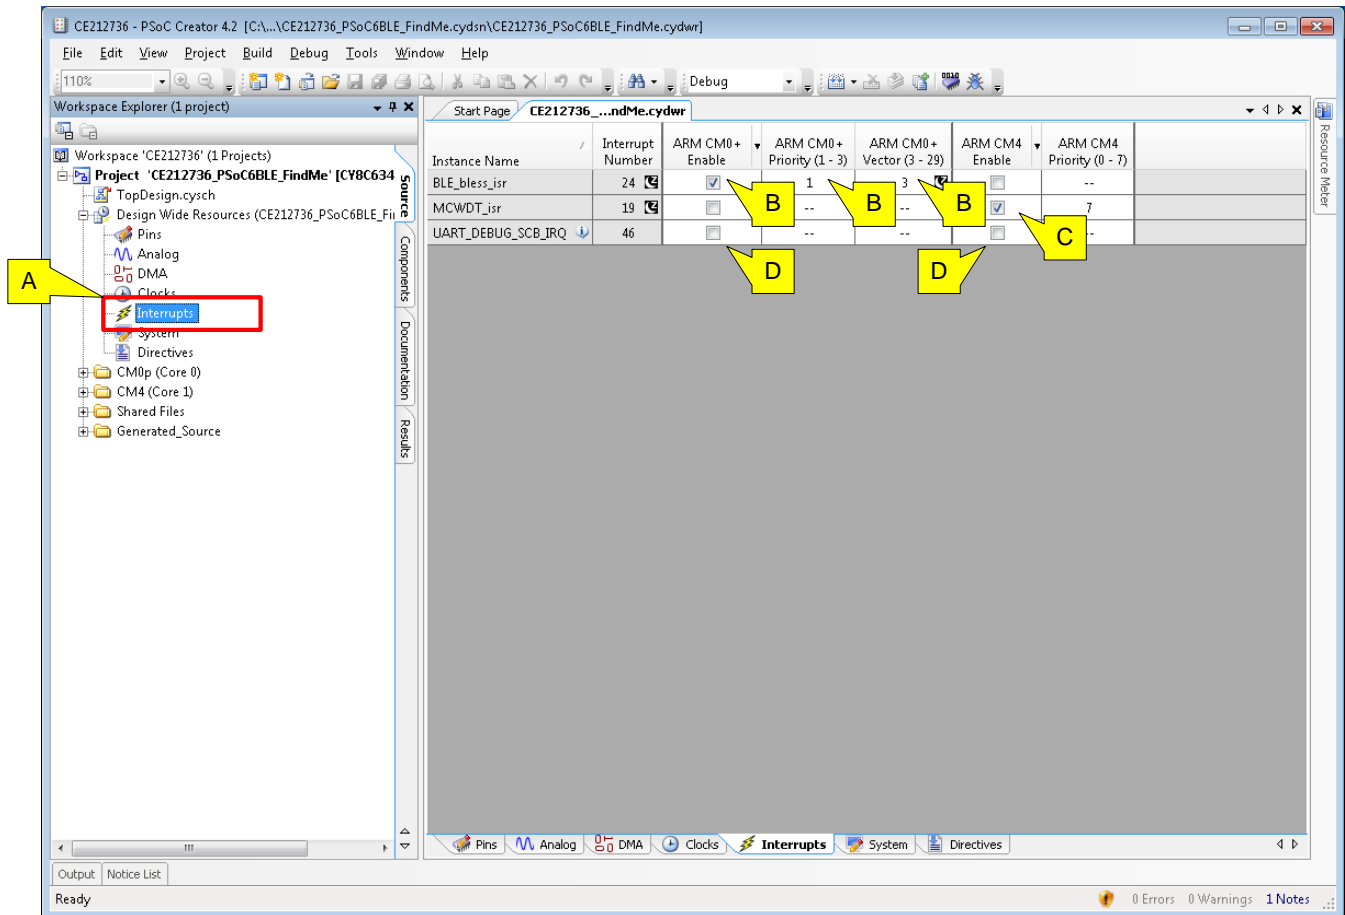 CE212736 - PSoC Creator 4.2 [C:\...\CE212736_PSoC6BLE_FindMe.cydsn\CE212736_PSoC6BLE_FindMe.cydwr]
File Edit View Project Build Debug Tools Window Help
110% Debug
Workspace Explorer (1 project)
Workspace 'CE212736' (1 Projects)
Project 'CE212736_PSoC6BLE_FindMe' [CY8C634
TopDesign.cysch
Design Wide Resources (CE212736_PSoC6BLE_Fi
Pins
Analog
DMA
Clocks
Interrupts
System
Directives
CM0p (Core 0)
CM4 (Core 1)
Shared Files
Generated_Source
A
Source
Components
Documentation
Results
Start Page CE212736_...ndMe.cydwr
Instance Name Interrupt Number ARM CM0+ Enable ARM CM0+ Priority (1 - 3) ARM CM0+ Vector (3 - 29) ARM CM4 Enable ARM CM4 Priority (0 - 7)
BLE_bless_isr 24 1 3 --
MCWDT_isr 19 -- -- 7
UART_DEBUG_SCB_IRQ 46 -- -- --
B B B
C
D D
Resource Meter
Pins Analog DMA Clocks Interrupts System Directives
Output Notice List
Ready 0 Errors 0 Warnings 1 Notes